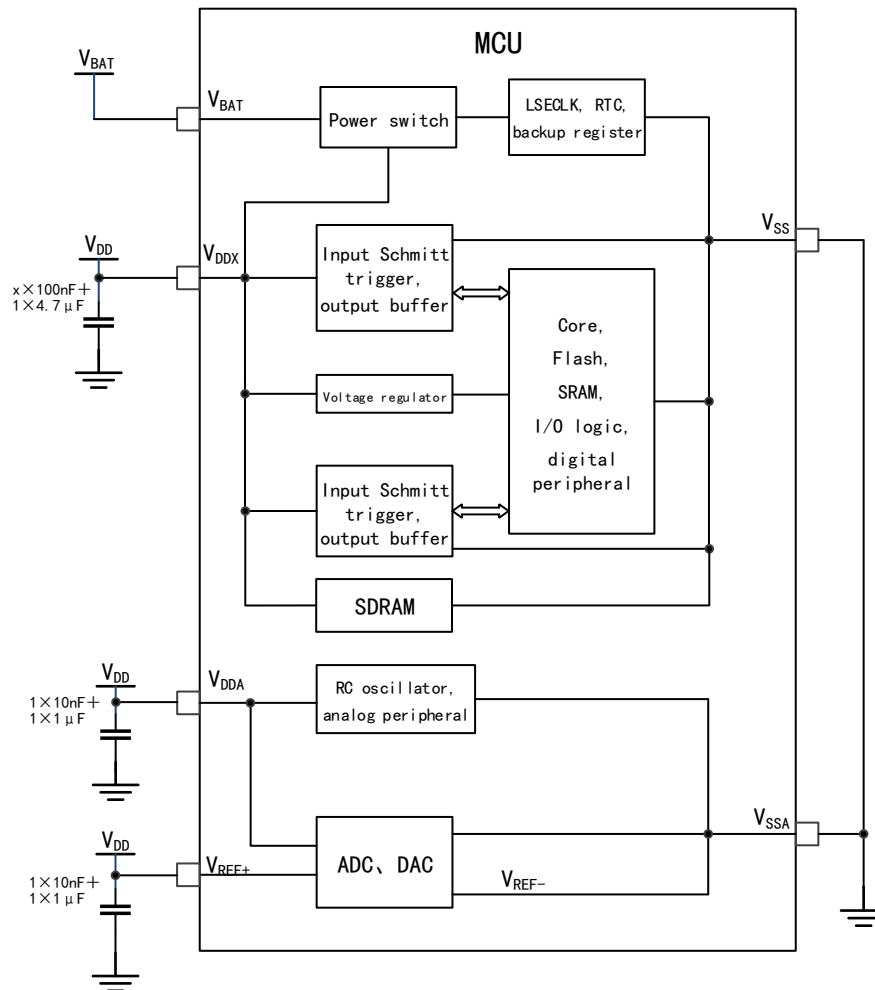 MCU
VBAT
VBAT
Power switch
LSECLK, RTC,
backup register
VDD
VDDX
x×100nF+
1×4.7μF
Input Schmitt
trigger,
output buffer
VSS
Core,
Flash,
SRAM,
I/O logic,
digital
peripheral
Voltage regulator
Input Schmitt
trigger,
output buffer
SDRAM
VDD
VDDA
1×10nF+
1×1μF
RC oscillator,
analog peripheral
VDD
VREF+
1×10nF+
1×1μF
ADC、DAC
VREF-
VSSA